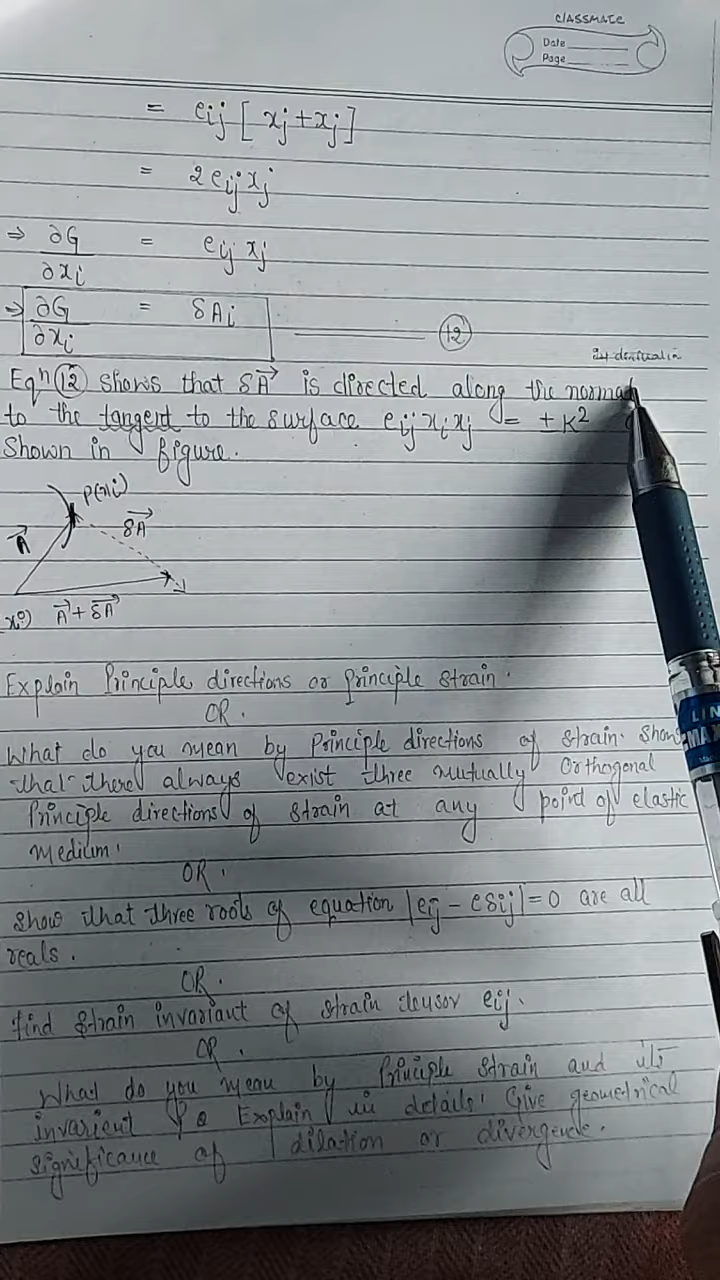 CLASSMATE
Date
Page
= eij [ xj + xj ]
= 2 eij xj
⇒ ∂G/∂xi = eij xj
⇒ ∂G/∂xi = δAi (12)
Eqⁿ (12) shows that δA⃗ is directed along the normal
to the tangent to the surface eij xi xj = ± K²
Shown in figure.
P(xi)
δA⃗
A⃗
x⁰) A⃗ + δA⃗
Explain Principle directions or principle strain.
OR.
What do you mean by Principle directions of strain. Show
that there always exist three mutually Orthogonal
Principle directions of strain at any point of elastic
Medium.
OR.
Show that three roots of equation |eij - eδij| = 0 are all
reals.
OR.
find strain invariant of strain tensor eij.
OR.
What do you mean by Principle Strain and its
invarient Explain in details! Give geometrical
significance of dilation or divergence.
LIN
MAX